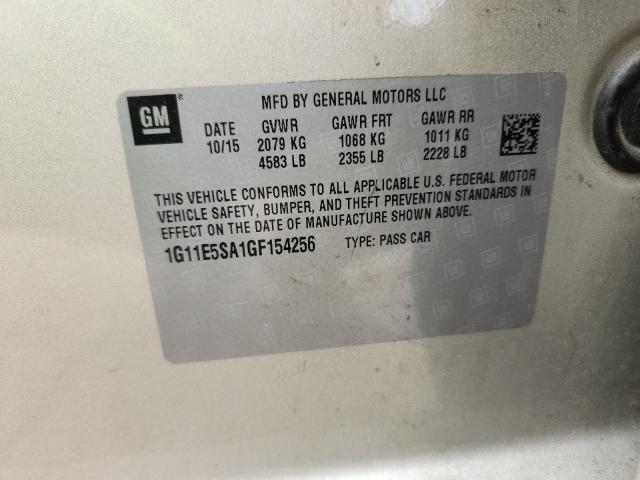 GM
MFD BY GENERAL MOTORS LLC
DATE GVWR GAWR FRT GAWR RR
10/15 2079 KG 1068 KG 1011 KG
4583 LB 2355 LB 2228 LB
THIS VEHICLE CONFORMS TO ALL APPLICABLE U.S. FEDERAL MOTOR
VEHICLE SAFETY, BUMPER, AND THEFT PREVENTION STANDARDS IN
EFFECT ON THE DATE OF MANUFACTURE SHOWN ABOVE.
1G11E5SA1GF154256 TYPE: PASS CAR